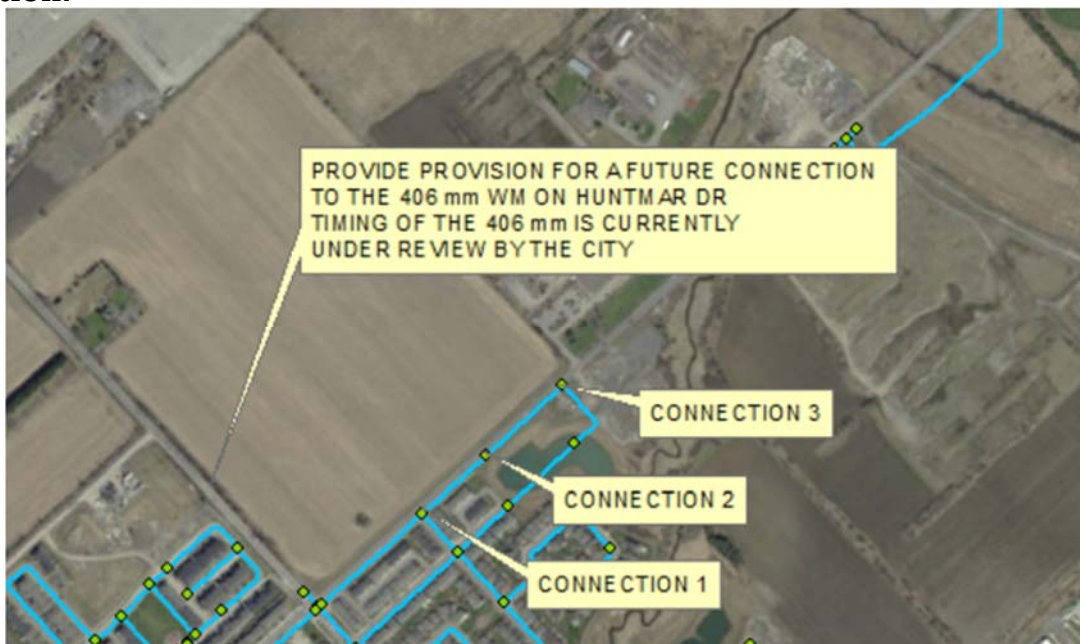 PROVIDE PROVISION FOR A FUTURE CONNECTION
TO THE 406 mm WM ON HUNTMAR DR
TIMING OF THE 406 mm IS CURRENTLY
UNDER REVIEW BY THE CITY
CONNECTION 3
CONNECTION 2
CONNECTION 1